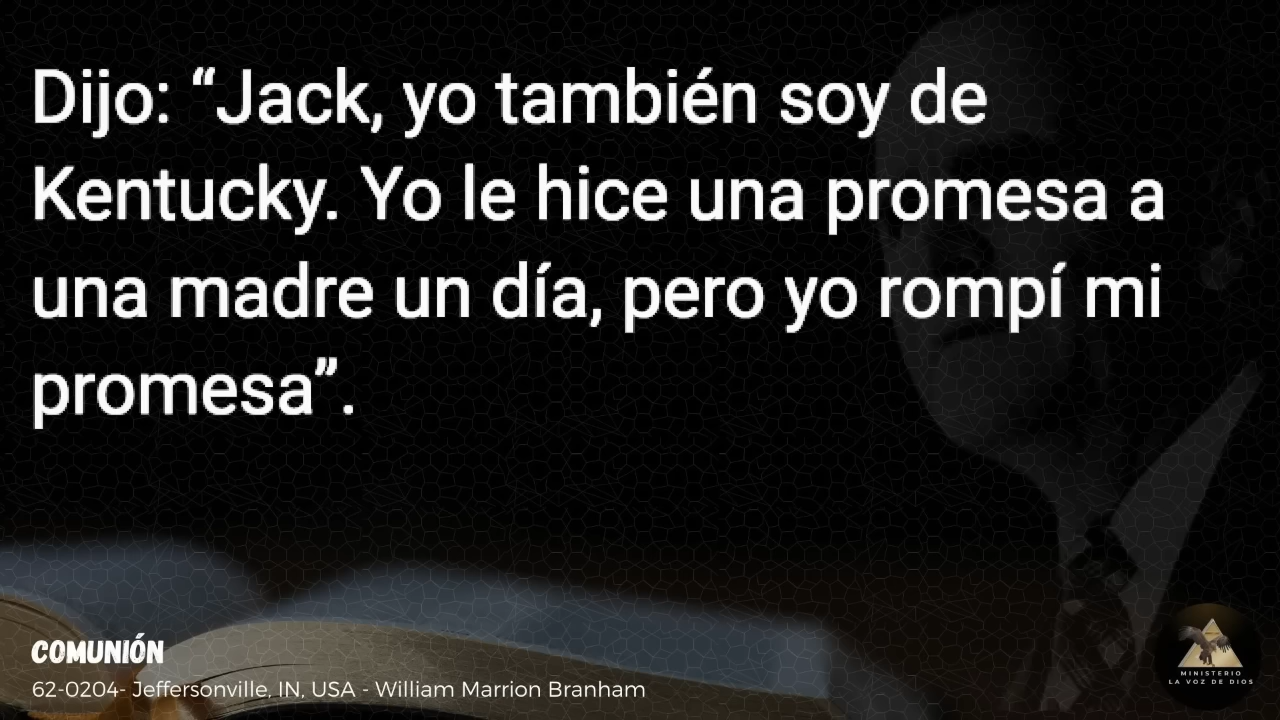 Dijo: “Jack, yo también soy de
Kentucky. Yo le hice una promesa a
una madre un día, pero yo rompí mi
promesa”.
COMUNIÓN
62-0204- Jeffersonville, IN, USA - William Marrion Branham
MINISTERIO
LA VOZ DE DIOS